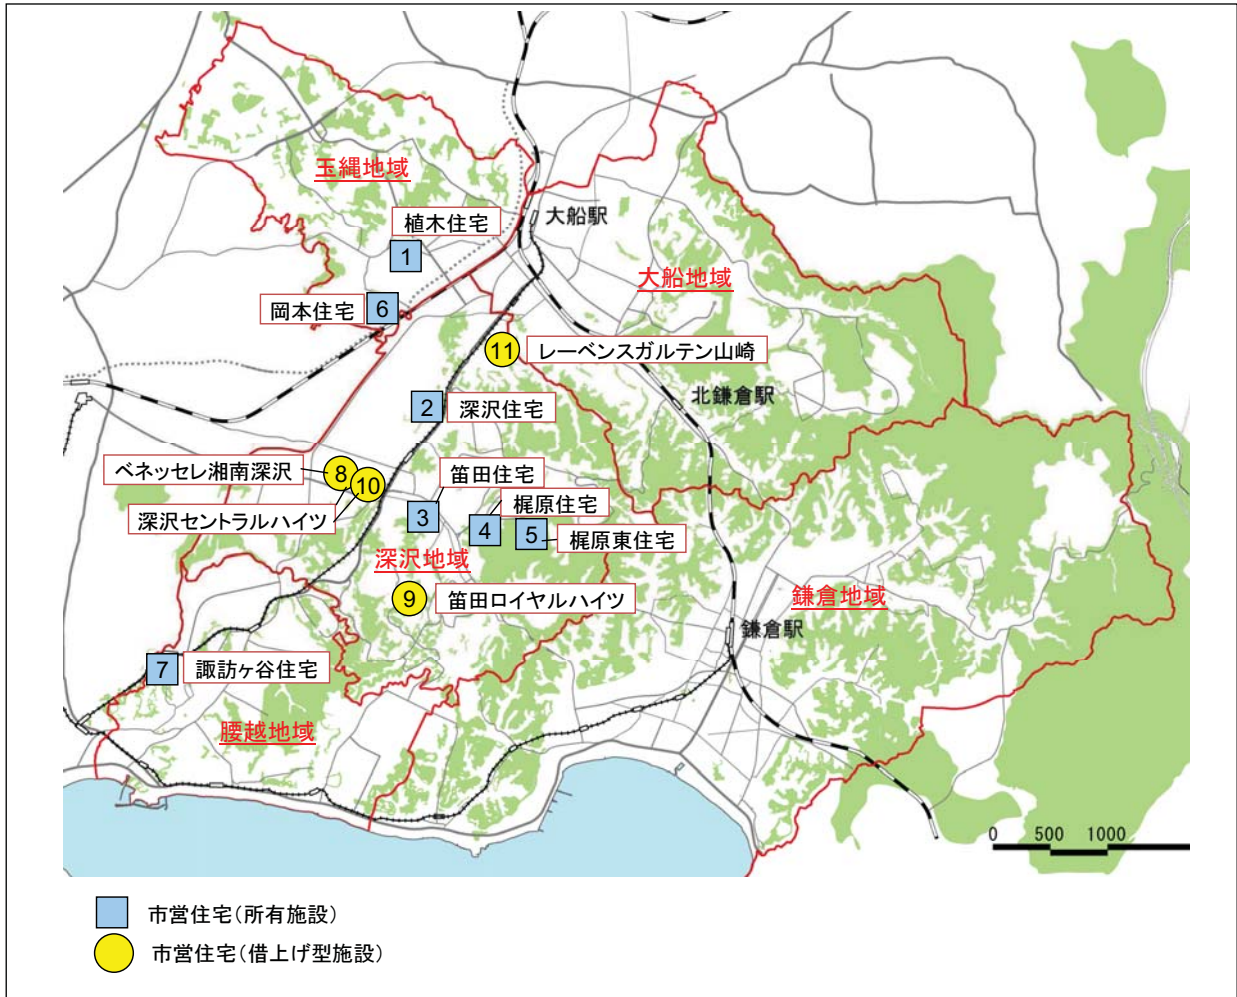 玉縄地域
植木住宅
1
大船駅
大船地域
岡本住宅
6
11
レーベンスガルテン山崎
北鎌倉駅
2
深沢住宅
ベネッセレ湘南深沢
8
10
笛田住宅
深沢セントラルハイツ
3
梶原住宅
4
5
梶原東住宅
深沢地域
9
笛田ロイヤルハイツ
鎌倉地域
鎌倉駅
7
諏訪ヶ谷住宅
腰越地域
0 500 1000
市営住宅(所有施設)
市営住宅(借上げ型施設)